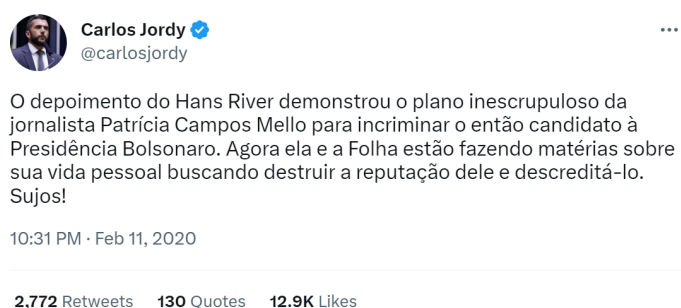 Carlos Jordy
@carlosjordy
O depoimento do Hans River demonstrou o plano inescrupuloso da
jornalista Patrícia Campos Mello para incriminar o então candidato à
Presidência Bolsonaro. Agora ela e a Folha estão fazendo matérias sobre
sua vida pessoal buscando destruir a reputação dele e descreditá-lo.
Sujos!
10:31 PM · Feb 11, 2020
2,772 Retweets 130 Quotes 12.9K Likes